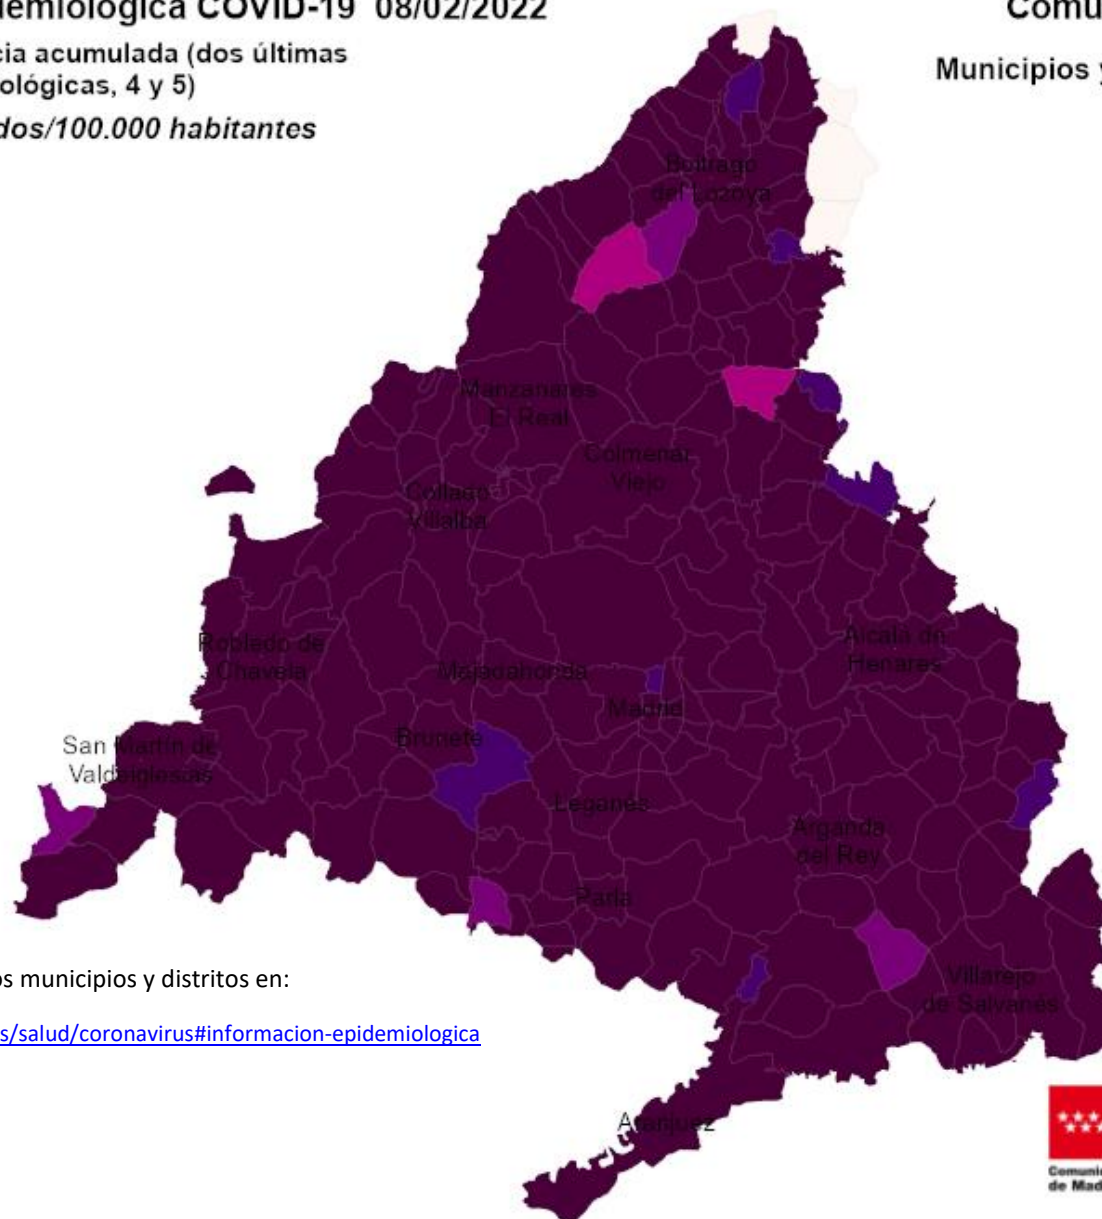 demiológica COVID-19 08/02/2022
Comu
cia acumulada (dos últimas
ológicas, 4 y 5)
Municipios y
dos/100.000 habitantes
Buitrago
del Lozoya
Manzanares
El Real
Colmenar
Viejo
Collado
Villalba
Alcalá de
Henares
Robledo de
Chavela
Majadahonda
Madrid
Brunete
San Martín de
Valdeiglesias
Leganés
Arganda
del Rey
Parla
os municipios y distritos en:
Villarejo
de Salvanés
s/salud/coronavirus#informacion-epidemiologica
Aranjuez
Comuni
de Mad